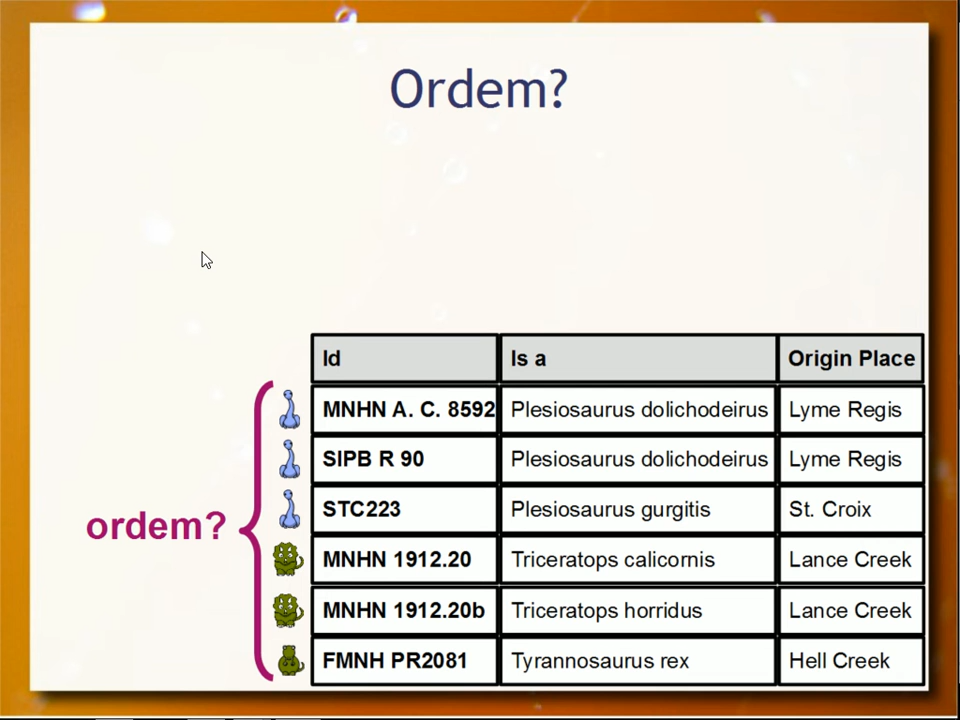 Ordem?
Id Is a Origin Place
MNHN A. C. 8592 Plesiosaurus dolichodeirus Lyme Regis
SIPB R 90 Plesiosaurus dolichodeirus Lyme Regis
STC223 Plesiosaurus gurgitis St. Croix
ordem?
MNHN 1912.20 Triceratops calicornis Lance Creek
MNHN 1912.20b Triceratops horridus Lance Creek
FMNH PR2081 Tyrannosaurus rex Hell Creek